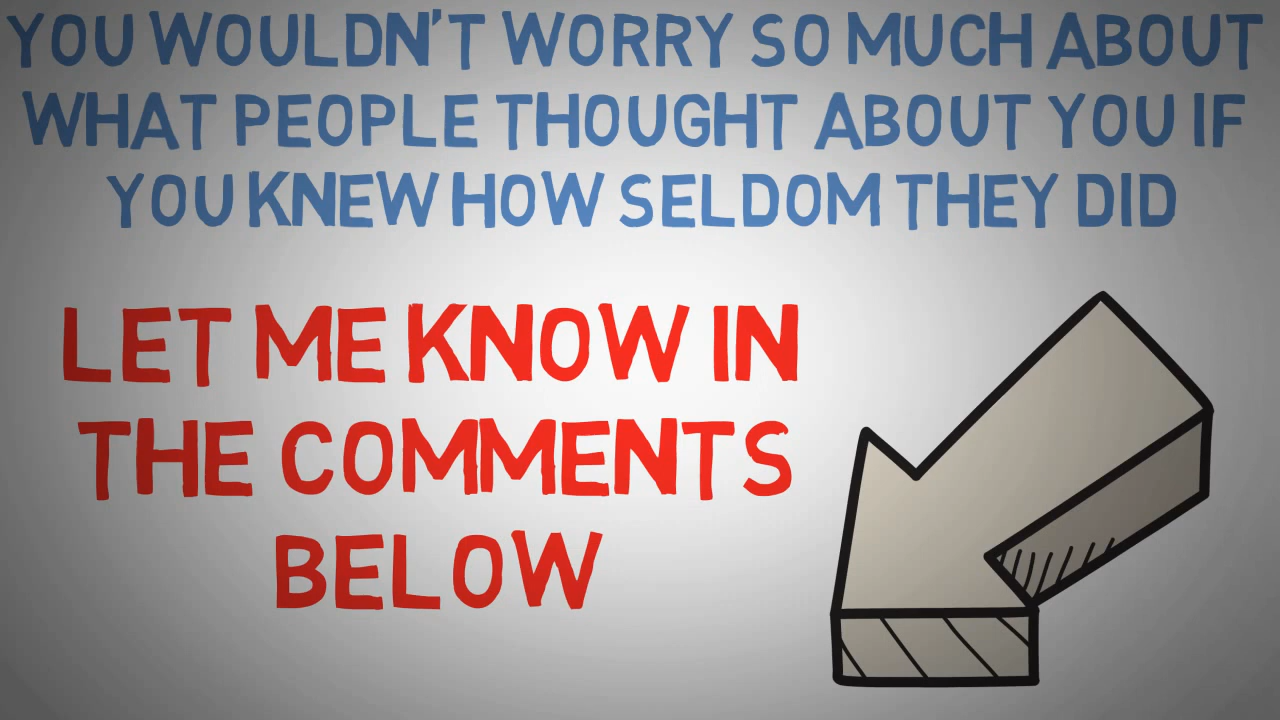 YOU WOULDN'T WORRY SO MUCH ABOUT
WHAT PEOPLE THOUGHT ABOUT YOU IF
YOU KNEW HOW SELDOM THEY DID
LET ME KNOW IN
THE COMMENTS
BELOW